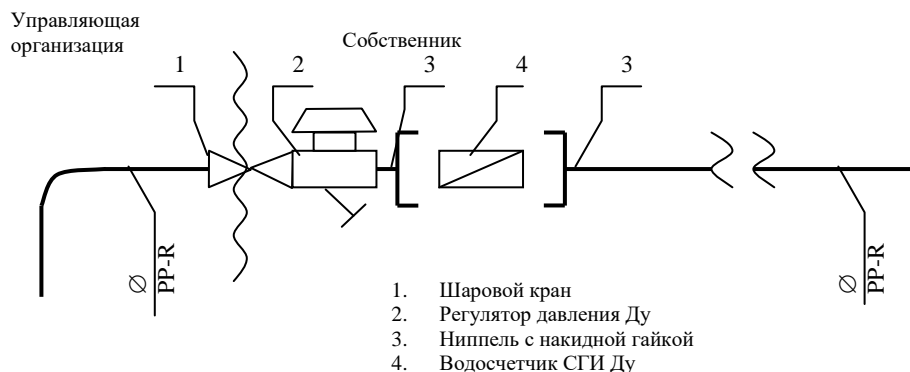 Управляющая
организация
Собственник
1 2 3 4 3
∅ PP-R
∅ PP-R
1. Шаровой кран
2. Регулятор давления Ду
3. Ниппель с накидной гайкой
4. Водосчетчик СГИ Ду